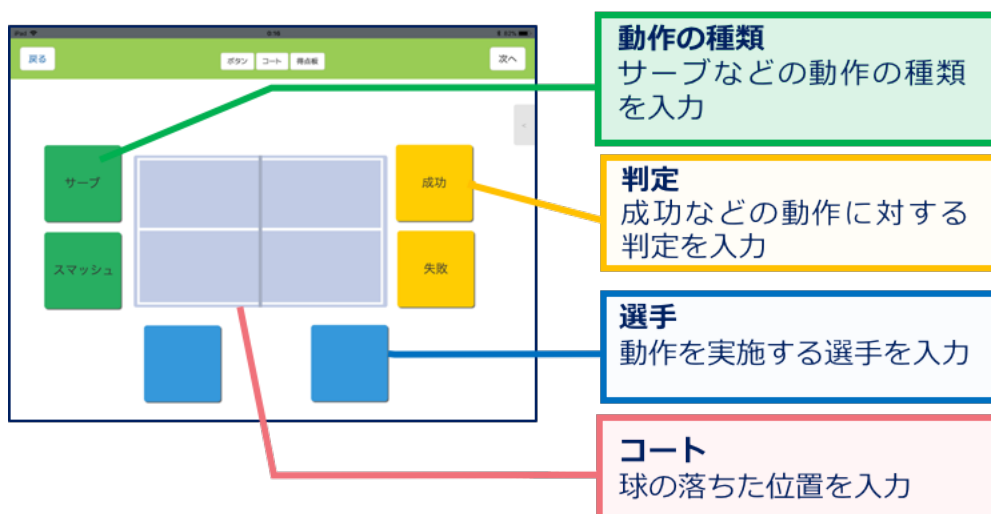 iPad
9:16
82%
戻る
ボタン
コート
得点板
次へ
サーブ
スマッシュ
成功
失敗
動作の種類
サーブなどの動作の種類
を入力
判定
成功などの動作に対する
判定を入力
選手
動作を実施する選手を入力
コート
球の落ちた位置を入力